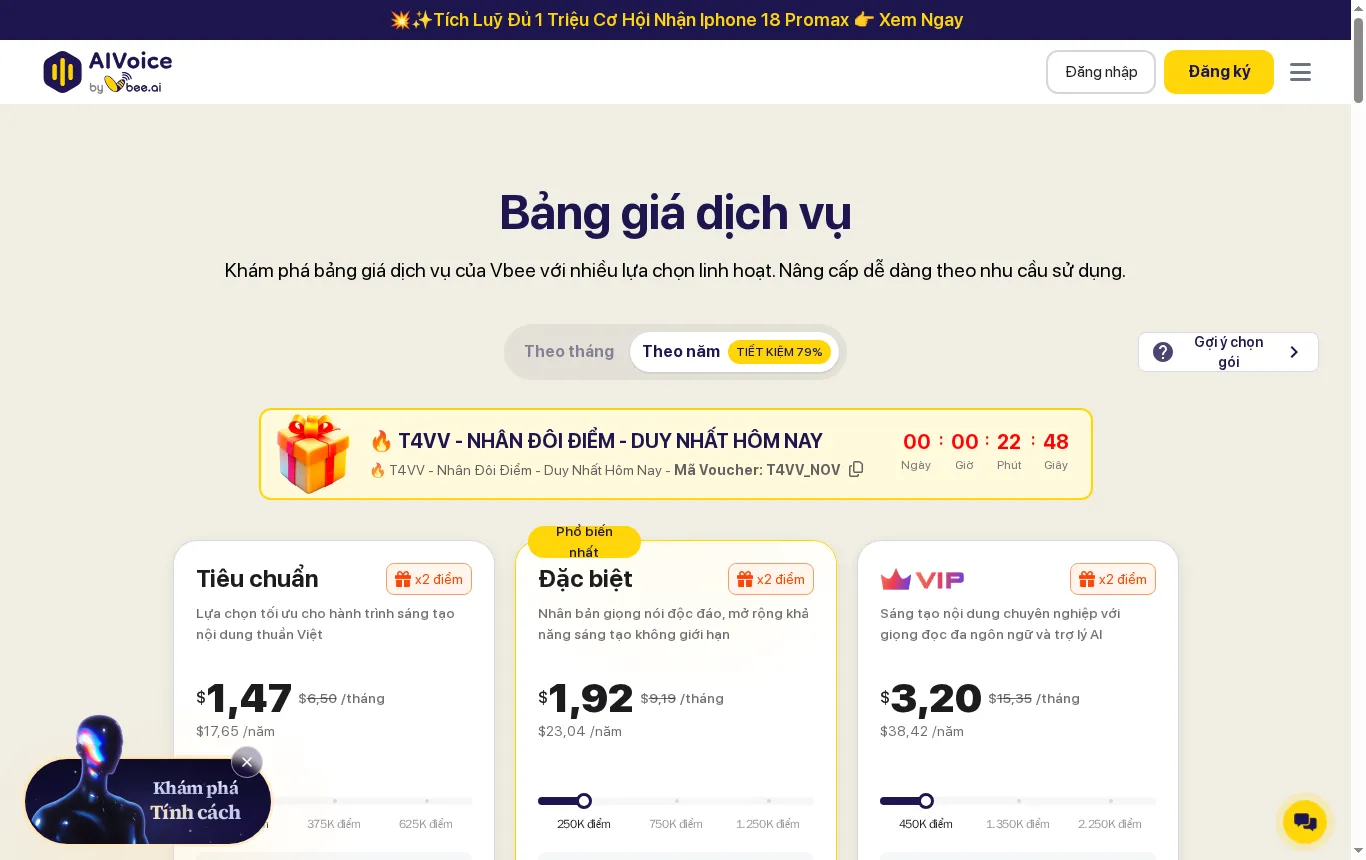 💥✨Tích Luỹ Đủ 1 Triệu Cơ Hội Nhận Iphone 18 Promax 👉 Xem Ngay
AIVoice
by bee.ai
Đăng nhập
Đăng ký
Bảng giá dịch vụ
Khám phá bảng giá dịch vụ của Vbee với nhiều lựa chọn linh hoạt. Nâng cấp dễ dàng theo nhu cầu sử dụng.
Theo tháng
Theo năm
TIẾT KIỆM 79%
Gợi ý chọn
gói
🔥 T4VV - NHÂN ĐÔI ĐIỂM - DUY NHẤT HÔM NAY
🔥 T4VV - Nhân Đôi Điểm - Duy Nhất Hôm Nay - Mã Voucher: T4VV_NOV
00 : 00 : 22 : 48
Ngày Giờ Phút Giây
Tiêu chuẩn
x2 điểm
Lựa chọn tối ưu cho hành trình sáng tạo
nội dung thuần Việt
$1,47 $6,50 /tháng
$17,65 /năm
375K điểm
625K điểm
Phổ biến
nhất
Đặc biệt
x2 điểm
Nhân bản giọng nói độc đáo, mở rộng khả
năng sáng tạo không giới hạn
$1,92 $9,19 /tháng
$23,04 /năm
250K điểm
750K điểm
1.250K điểm
VIP
x2 điểm
Sáng tạo nội dung chuyên nghiệp với
giọng đọc đa ngôn ngữ và trợ lý AI
$3,20 $15,35 /tháng
$38,42 /năm
450K điểm
1.350K điểm
2.250K điểm
Khám phá
Tính cách